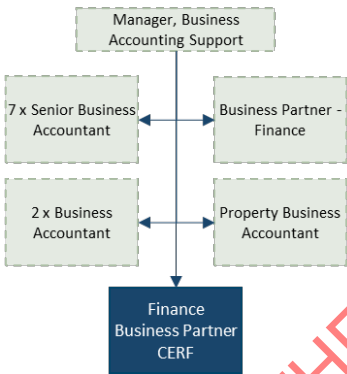 Manager, Business
Accounting Support
7 x Senior Business
Accountant
Business Partner -
Finance
2 x Business
Accountant
Property Business
Accountant
Finance
Business Partner
CERF